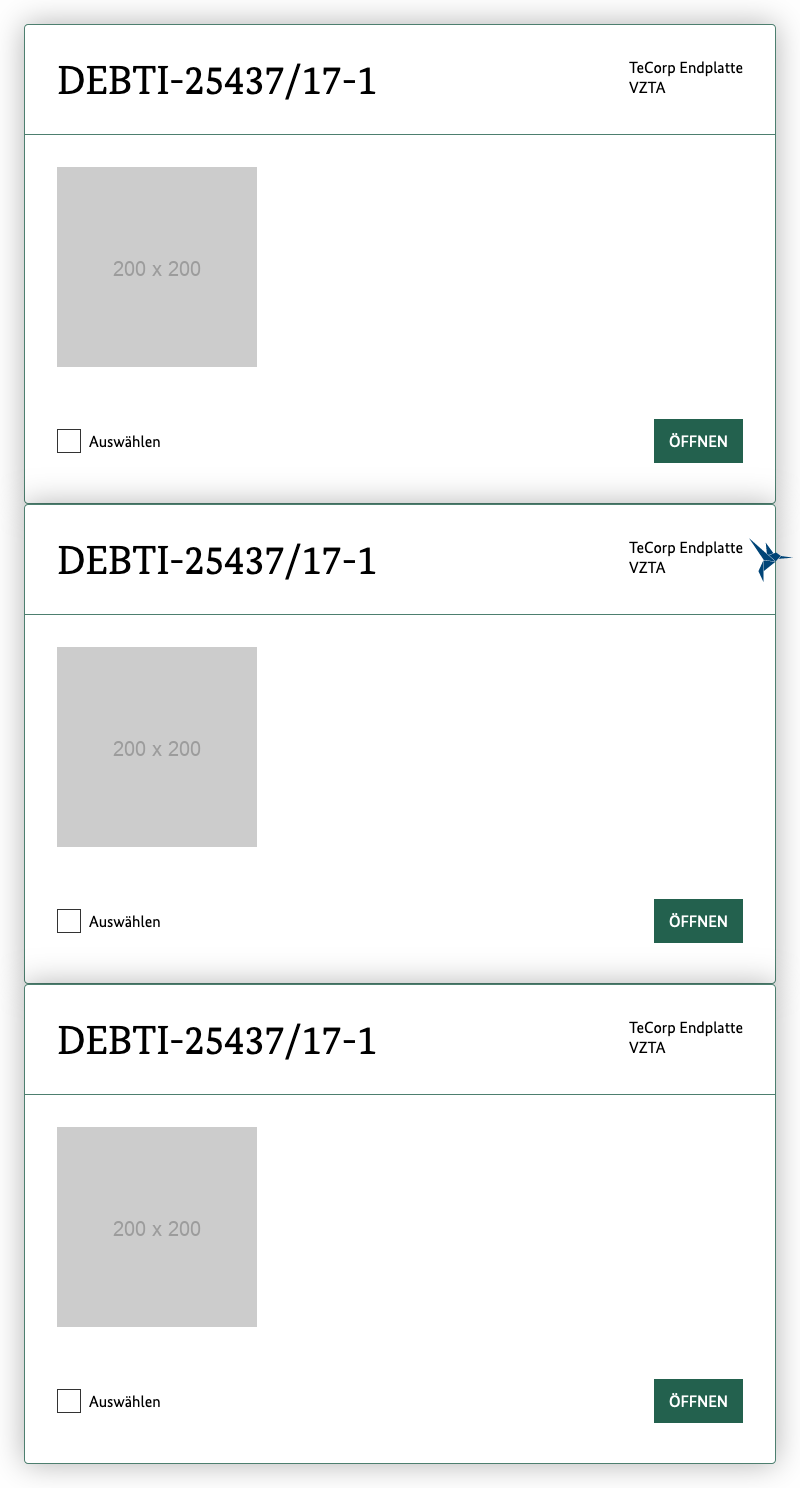 DEBTI-25437/17-1
TeCorp Endplatte
VZTA
200 x 200
Auswählen
ÖFFNEN
DEBTI-25437/17-1
TeCorp Endplatte
VZTA
200 x 200
Auswählen
ÖFFNEN
DEBTI-25437/17-1
TeCorp Endplatte
VZTA
200 x 200
Auswählen
ÖFFNEN